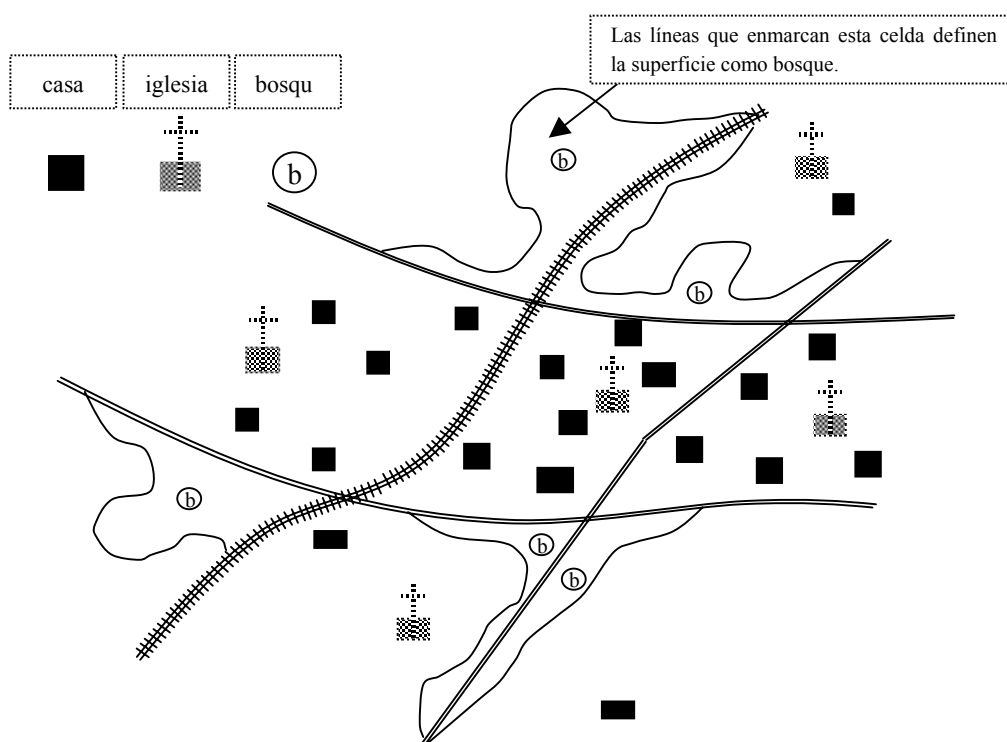 Las líneas que enmarcan esta celda definen
la superficie como bosque.
casa iglesia bosqu
b
b
b
b
b
b